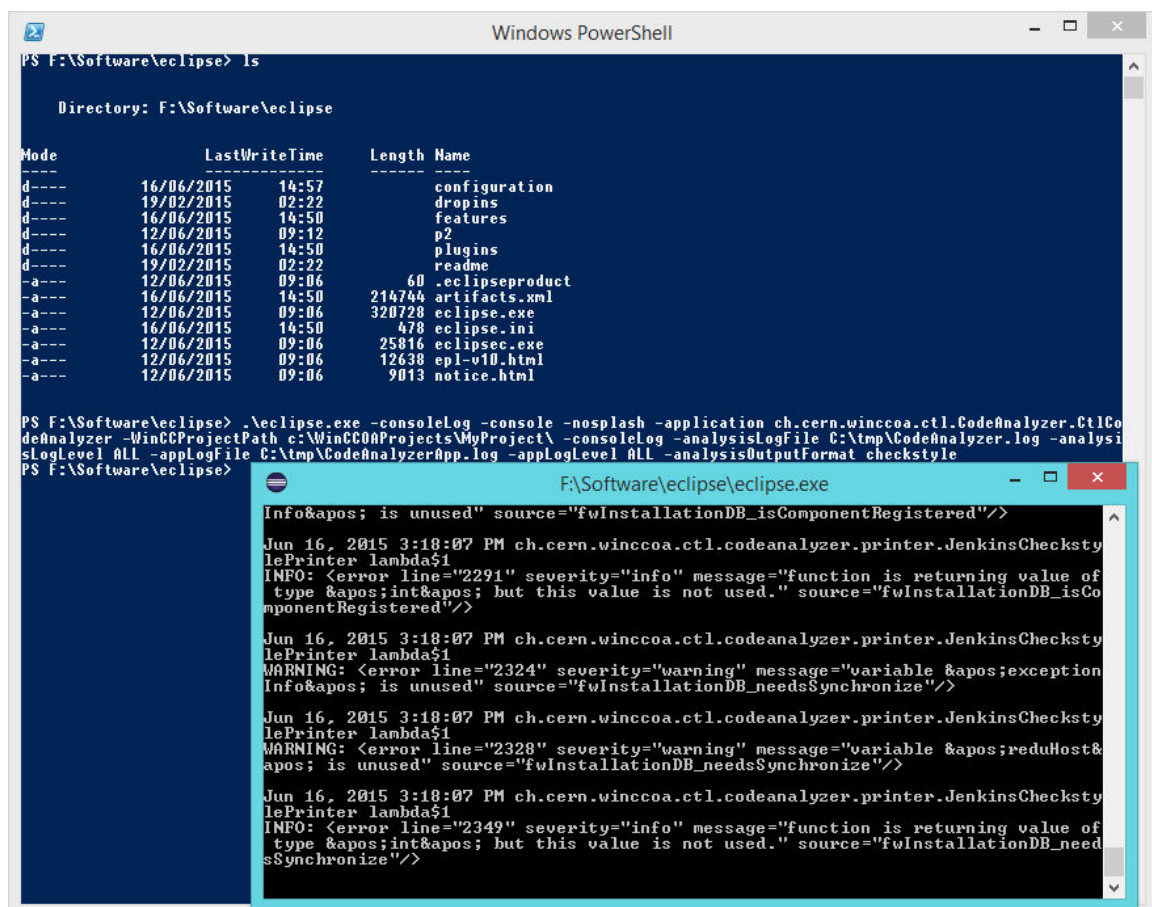 Windows PowerShell
PS F:\Software\eclipse> ls
Directory: F:\Software\eclipse
Mode LastWriteTime Length Name
---- ------------- ------ ----
d---- 16/06/2015 14:57 configuration
d---- 19/02/2015 02:22 dropins
d---- 16/06/2015 14:50 features
d---- 12/06/2015 09:12 p2
d---- 16/06/2015 14:50 plugins
d---- 19/02/2015 02:22 readme
-a--- 12/06/2015 09:06 60 .eclipseproduct
-a--- 16/06/2015 14:50 214744 artifacts.xml
-a--- 12/06/2015 09:06 320728 eclipse.exe
-a--- 16/06/2015 14:50 478 eclipse.ini
-a--- 12/06/2015 09:06 25816 eclipsec.exe
-a--- 12/06/2015 09:06 12638 epl-v10.html
-a--- 12/06/2015 09:06 9013 notice.html
PS F:\Software\eclipse> .\eclipse.exe -consoleLog -console -nosplash -application ch.cern.winccoa.ctl.CodeAnalyzer.CtlCo
deAnalyzer -WinCCProjectPath c:\WinCCOAProjects\MyProject\ -consoleLog -analysisLogFile C:\tmp\CodeAnalyzer.log -analysi
sLogLevel ALL -appLogFile C:\tmp\CodeAnalyzerApp.log -appLogLevel ALL -analysisOutputFormat checkstyle
PS F:\Software\eclipse>
F:\Software\eclipse\eclipse.exe
Info&apos; is unused" source="fwInstallationDB_isComponentRegistered"/>
Jun 16, 2015 3:18:07 PM ch.cern.winccoa.ctl.codeanalyzer.printer.JenkinsChecksty
lePrinter lambda$1
INFO: <error line="2291" severity="info" message="function is returning value of
type &apos;int&apos; but this value is not used." source="fwInstallationDB_isCo
mponentRegistered"/>
Jun 16, 2015 3:18:07 PM ch.cern.winccoa.ctl.codeanalyzer.printer.JenkinsChecksty
lePrinter lambda$1
WARNING: <error line="2324" severity="warning" message="variable &apos;exception
Info&apos; is unused" source="fwInstallationDB_needsSynchronize"/>
Jun 16, 2015 3:18:07 PM ch.cern.winccoa.ctl.codeanalyzer.printer.JenkinsChecksty
lePrinter lambda$1
WARNING: <error line="2328" severity="warning" message="variable &apos;reduHost&
apos; is unused" source="fwInstallationDB_needsSynchronize"/>
Jun 16, 2015 3:18:07 PM ch.cern.winccoa.ctl.codeanalyzer.printer.JenkinsChecksty
lePrinter lambda$1
INFO: <error line="2349" severity="info" message="function is returning value of
type &apos;int&apos; but this value is not used." source="fwInstallationDB_need
sSynchronize"/>